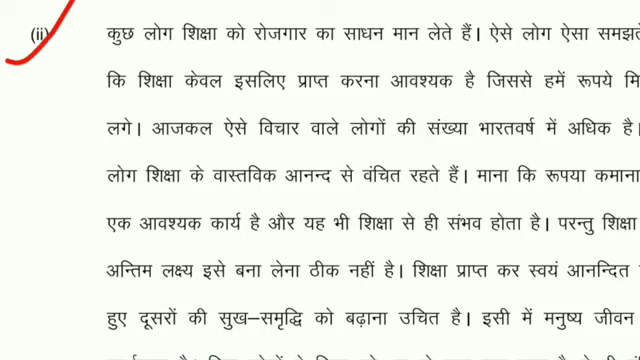 (ii) कुछ लोग शिक्षा को रोजगार का साधन मान लेते हैं। ऐसे लोग ऐसा समझते
कि शिक्षा केवल इसलिए प्राप्त करना आवश्यक है जिससे हमें रूपये मि
लगे। आजकल ऐसे विचार वाले लोगों की संख्या भारतवर्ष में अधिक है।
लोग शिक्षा के वास्तविक आनन्द से वंचित रहते हैं। माना कि रूपया कमाना
एक आवश्यक कार्य है और यह भी शिक्षा से ही संभव होता है। परन्तु शिक्षा
अन्तिम लक्ष्य इसे बना लेना ठीक नहीं है। शिक्षा प्राप्त कर स्वयं आनन्दित
हुए दूसरों की सुख–समृद्धि को बढ़ाना उचित है। इसी में मनुष्य जीवन